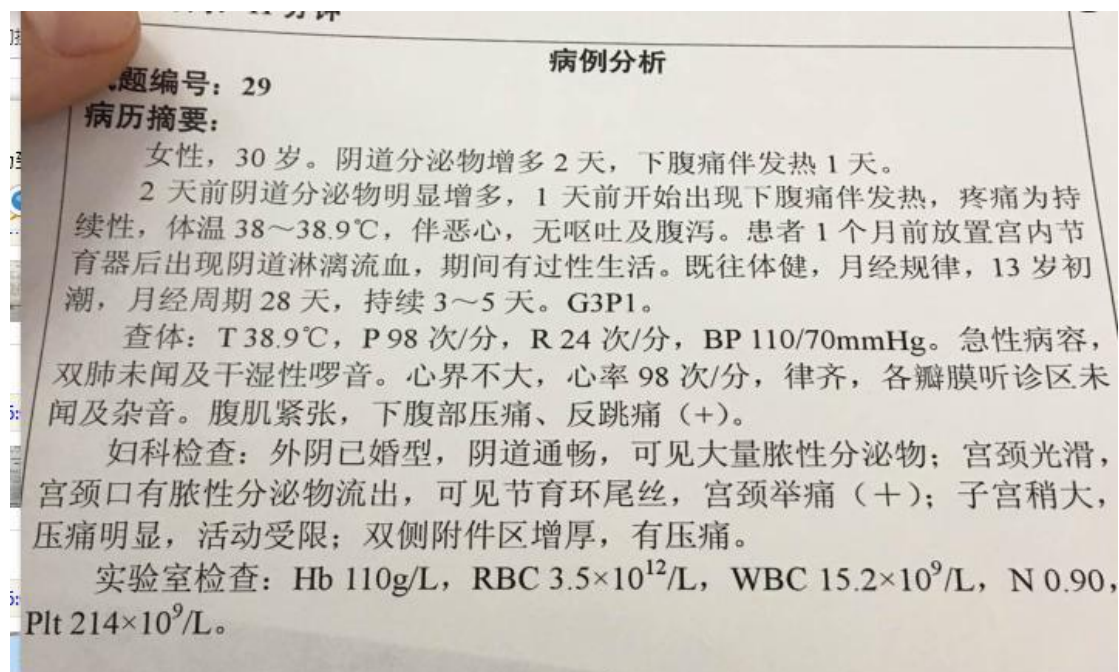 病例分析
题编号：29
病历摘要：
女性，30 岁。阴道分泌物增多 2 天，下腹痛伴发热 1 天。
2 天前阴道分泌物明显增多，1 天前开始出现下腹痛伴发热，疼痛为持
续性，体温 38～38.9℃，伴恶心，无呕吐及腹泻。患者 1 个月前放置宫内节
育器后出现阴道淋漓流血，期间有过性生活。既往体健，月经规律，13 岁初
潮，月经周期 28 天，持续 3～5 天。G3P1。
查体：T 38.9℃，P 98 次/分，R 24 次/分，BP 110/70mmHg。急性病容，
双肺未闻及干湿性啰音。心界不大，心率 98 次/分，律齐，各瓣膜听诊区未
闻及杂音。腹肌紧张，下腹部压痛、反跳痛（+）。
妇科检查：外阴已婚型，阴道通畅，可见大量脓性分泌物；宫颈光滑，
宫颈口有脓性分泌物流出，可见节育环尾丝，宫颈举痛（＋）；子宫稍大，
压痛明显，活动受限；双侧附件区增厚，有压痛。
实验室检查：Hb 110g/L，RBC 3.5×10¹²/L，WBC 15.2×10⁹/L，N 0.90，
Plt 214×10⁹/L。